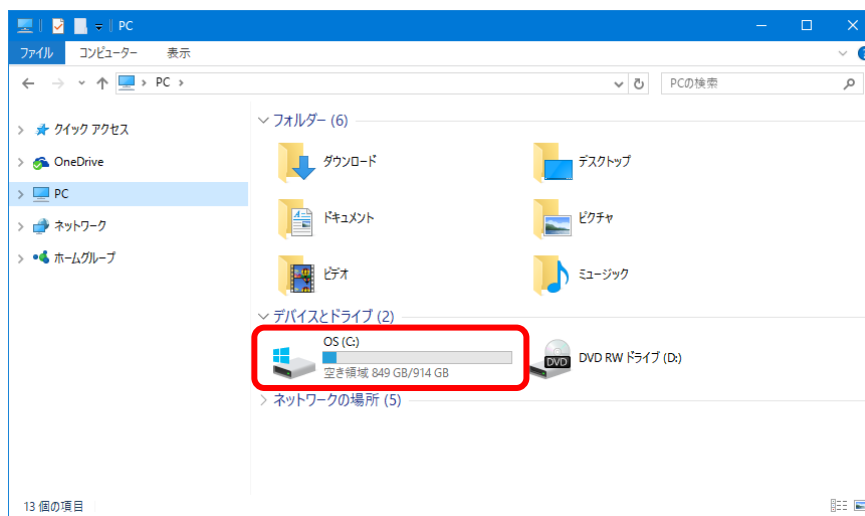 PC
ファイル コンピューター 表示
PC
PCの検索
クイック アクセス
OneDrive
PC
ネットワーク
ホームグループ
フォルダー (6)
ダウンロード
デスクトップ
ドキュメント
ピクチャ
ビデオ
ミュージック
デバイスとドライブ (2)
OS (C:)
空き領域 849 GB/914 GB
DVD
DVD RW ドライブ (D:)
ネットワークの場所 (5)
13 個の項目